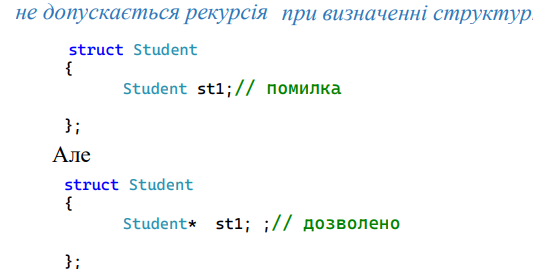 не допускається рекурсія при визначенні структур
struct Student
{
Student st1;// помилка
};
Але
struct Student
{
Student* st1; ;// дозволено
};